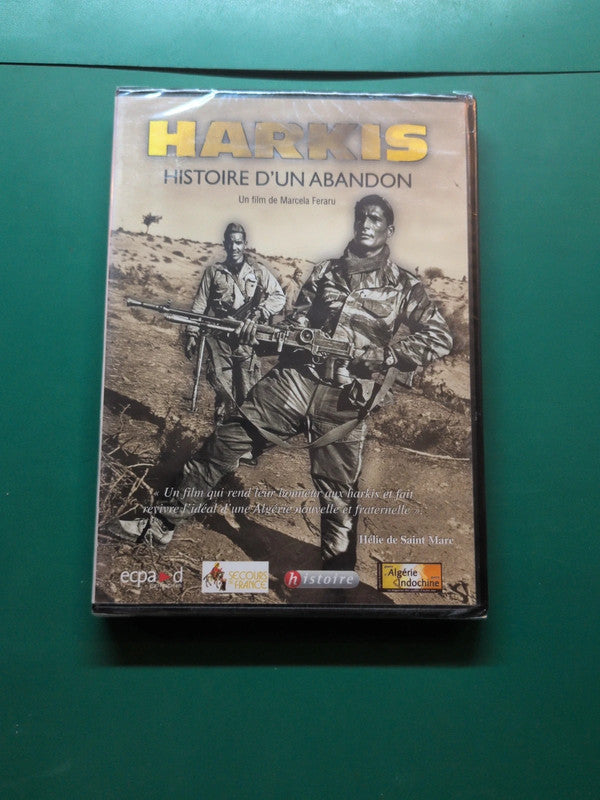 HARKIS
HISTOIRE D'UN ABANDON
Un film de Marcela Feraru
« Un film qui rend leur honneur aux harkis et fait
revivre l'idéal d'une Algérie nouvelle et fraternelle ».
Hélie de Saint Marc
ecpa d
SECOURS DE FRANCE
histoire
Algérie
Indochine